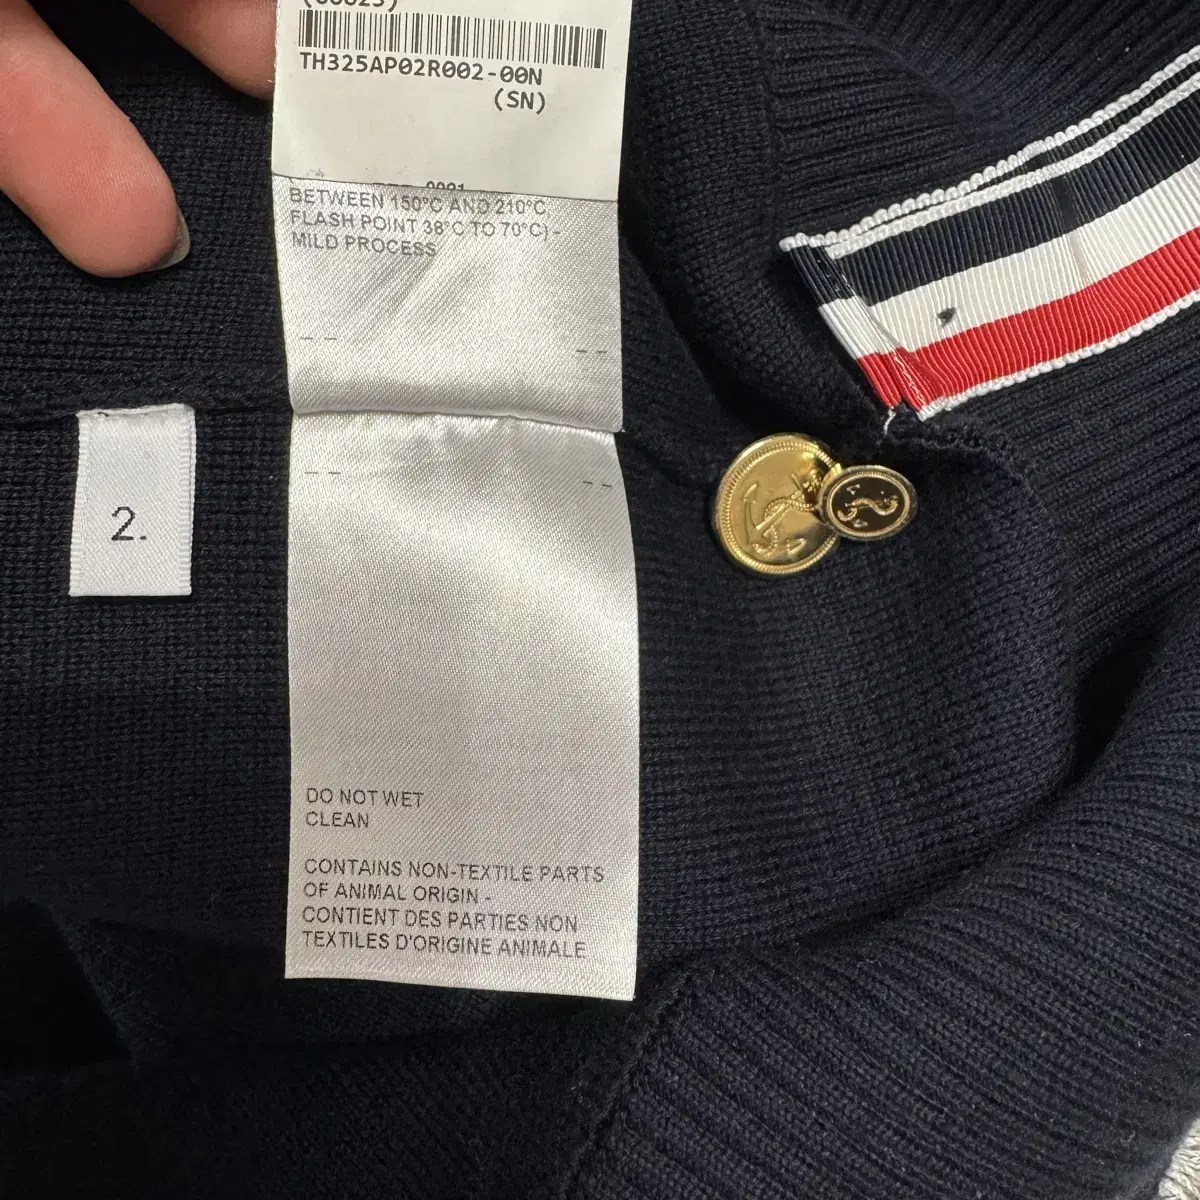 TH325AP02R002-00N
(SN)
BETWEEN 150°C AND 210°C,
FLASH POINT 38°C TO 70°C) -
MILD PROCESS
2.
DO NOT WET
CLEAN
CONTAINS NON-TEXTILE PARTS
OF ANIMAL ORIGIN -
CONTIENT DES PARTIES NON
TEXTILES D'ORIGINE ANIMALE